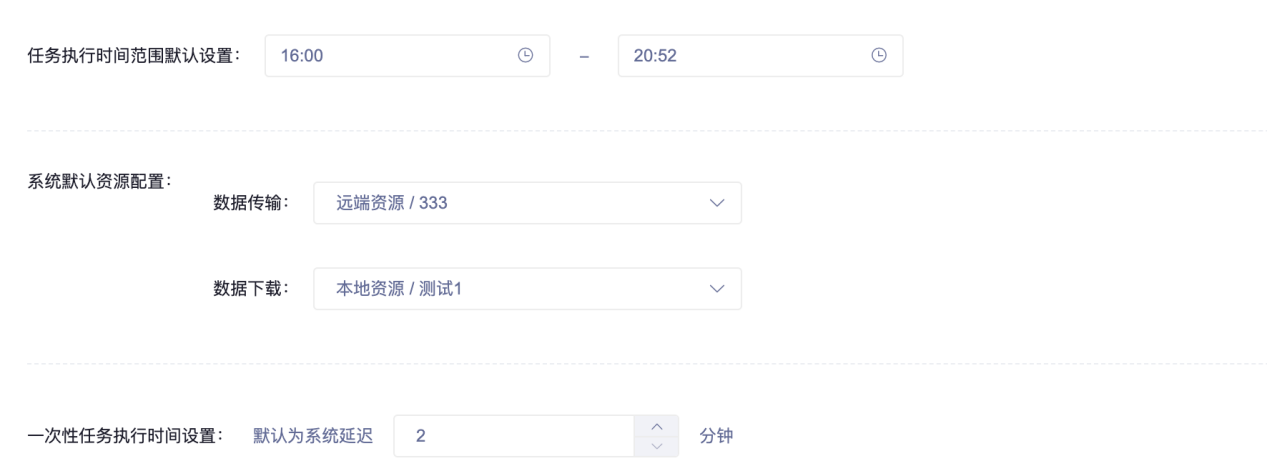 任务执行时间范围默认设置： 16:00 – 20:52
系统默认资源配置：
数据传输： 远端资源 / 333
数据下载： 本地资源 / 测试1
一次性任务执行时间设置： 默认为系统延迟 2 分钟